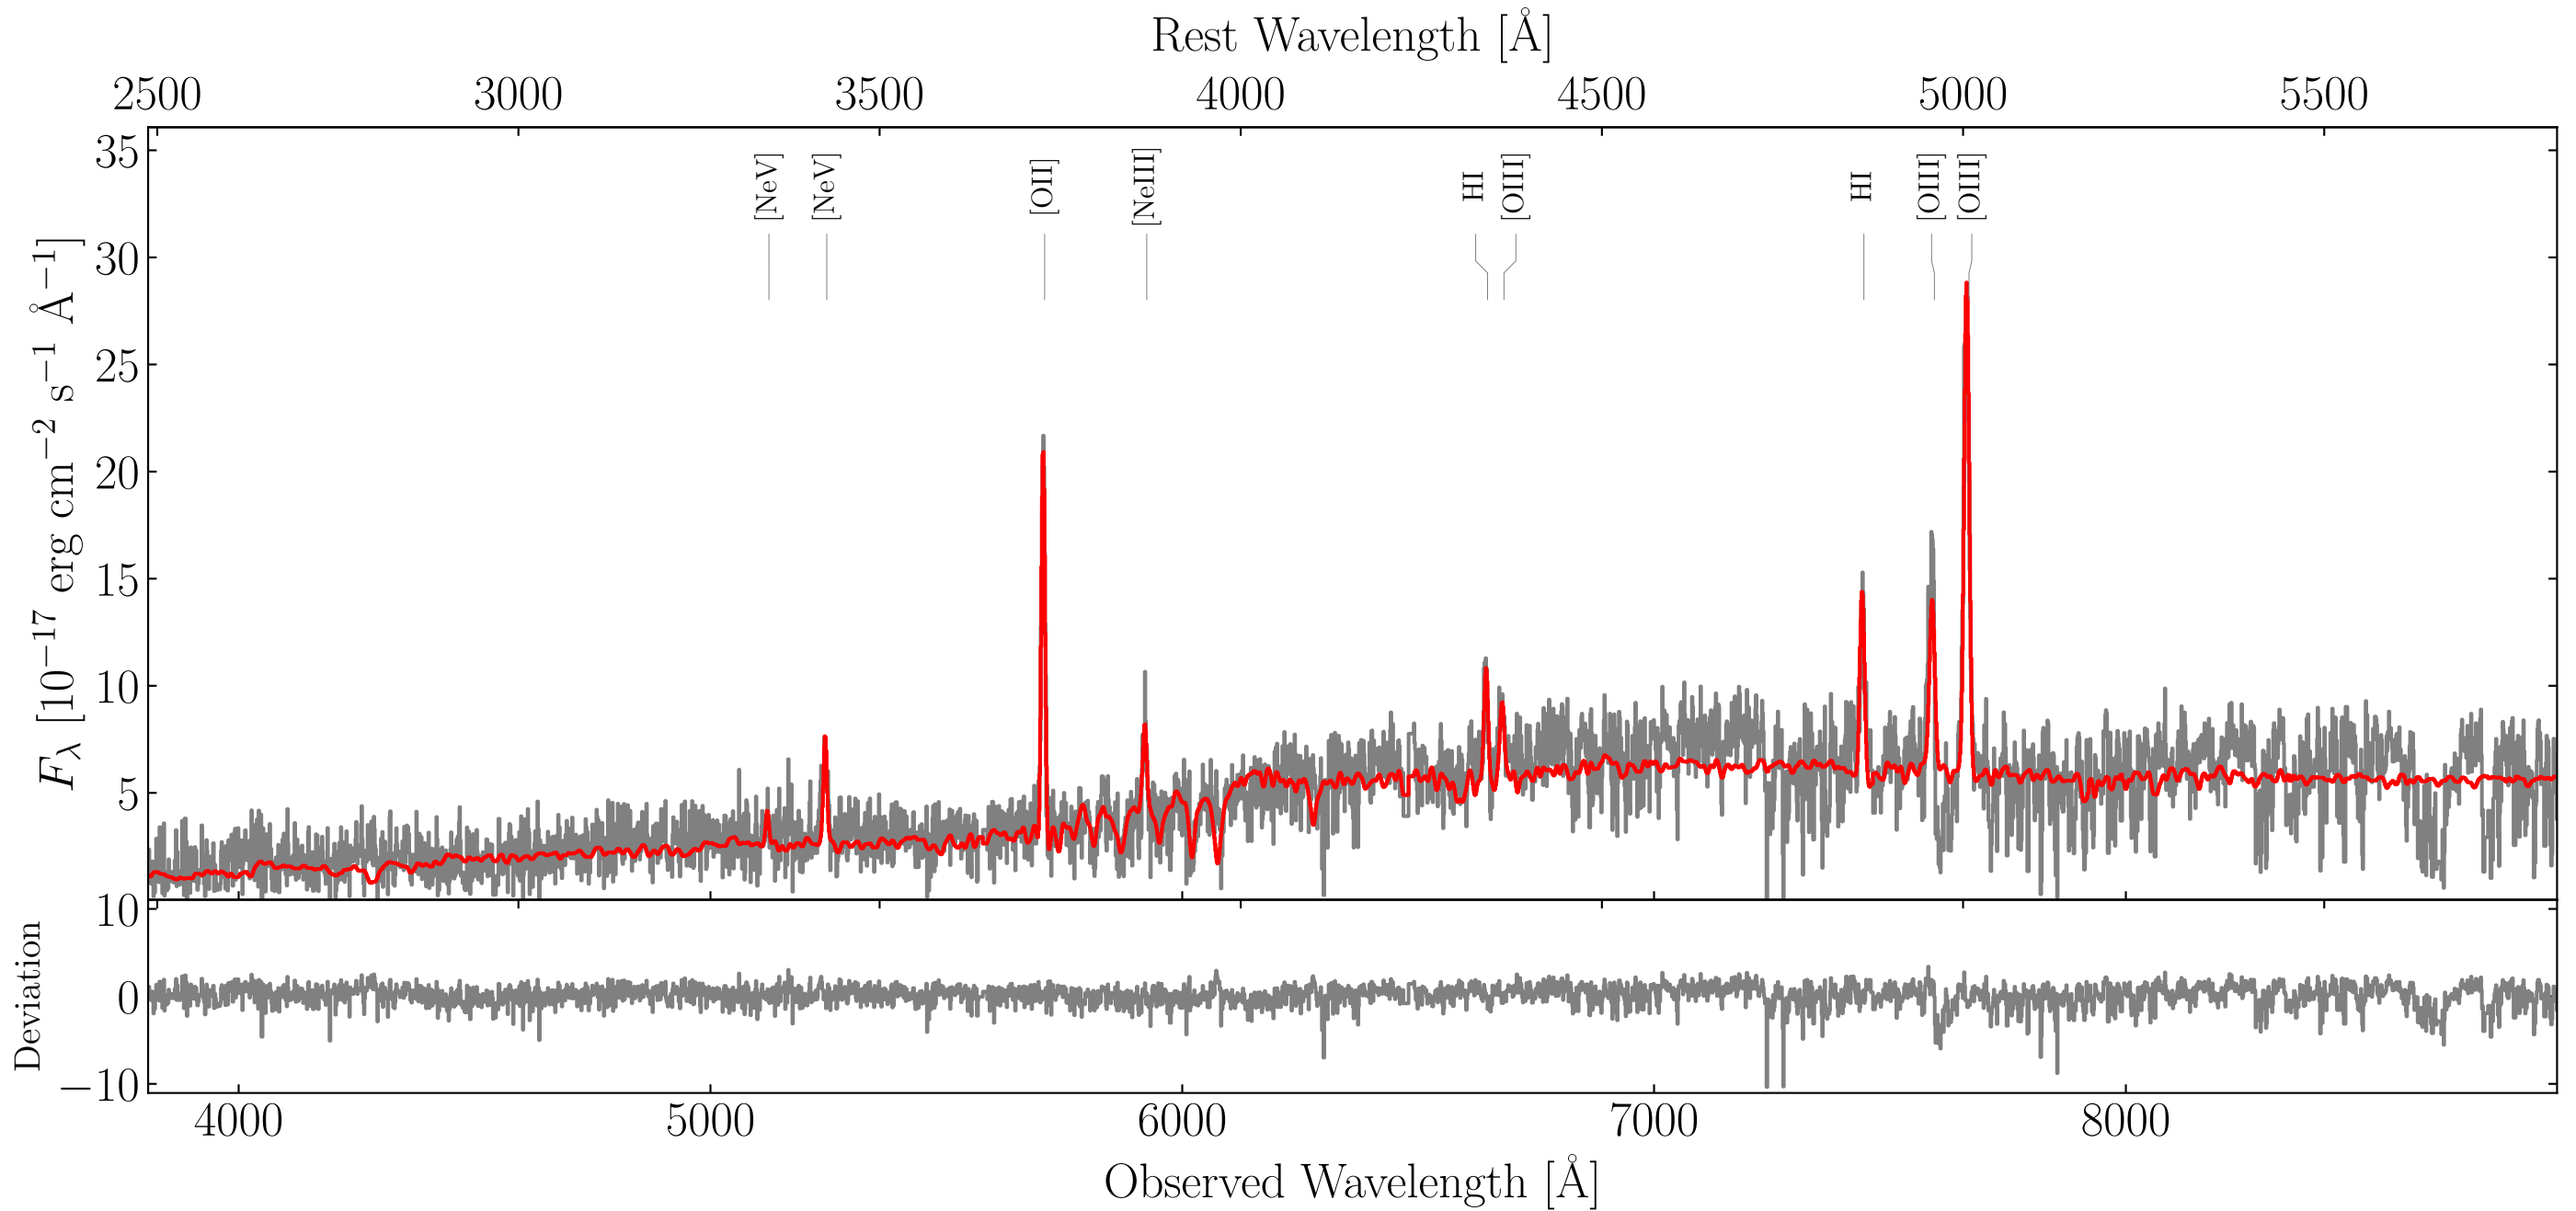 Rest Wavelength [Å]
2500 3000 3500 4000 4500 5000 5500
[NeV] [NeV] [OII] [NeIII] HI [OIII] HI [OIII] [OIII]
F_λ [10⁻¹⁷ erg cm⁻² s⁻¹ Å⁻¹]
35
30
25
20
15
10
5
Deviation
10
0
−10
4000 5000 6000 7000 8000
Observed Wavelength [Å]